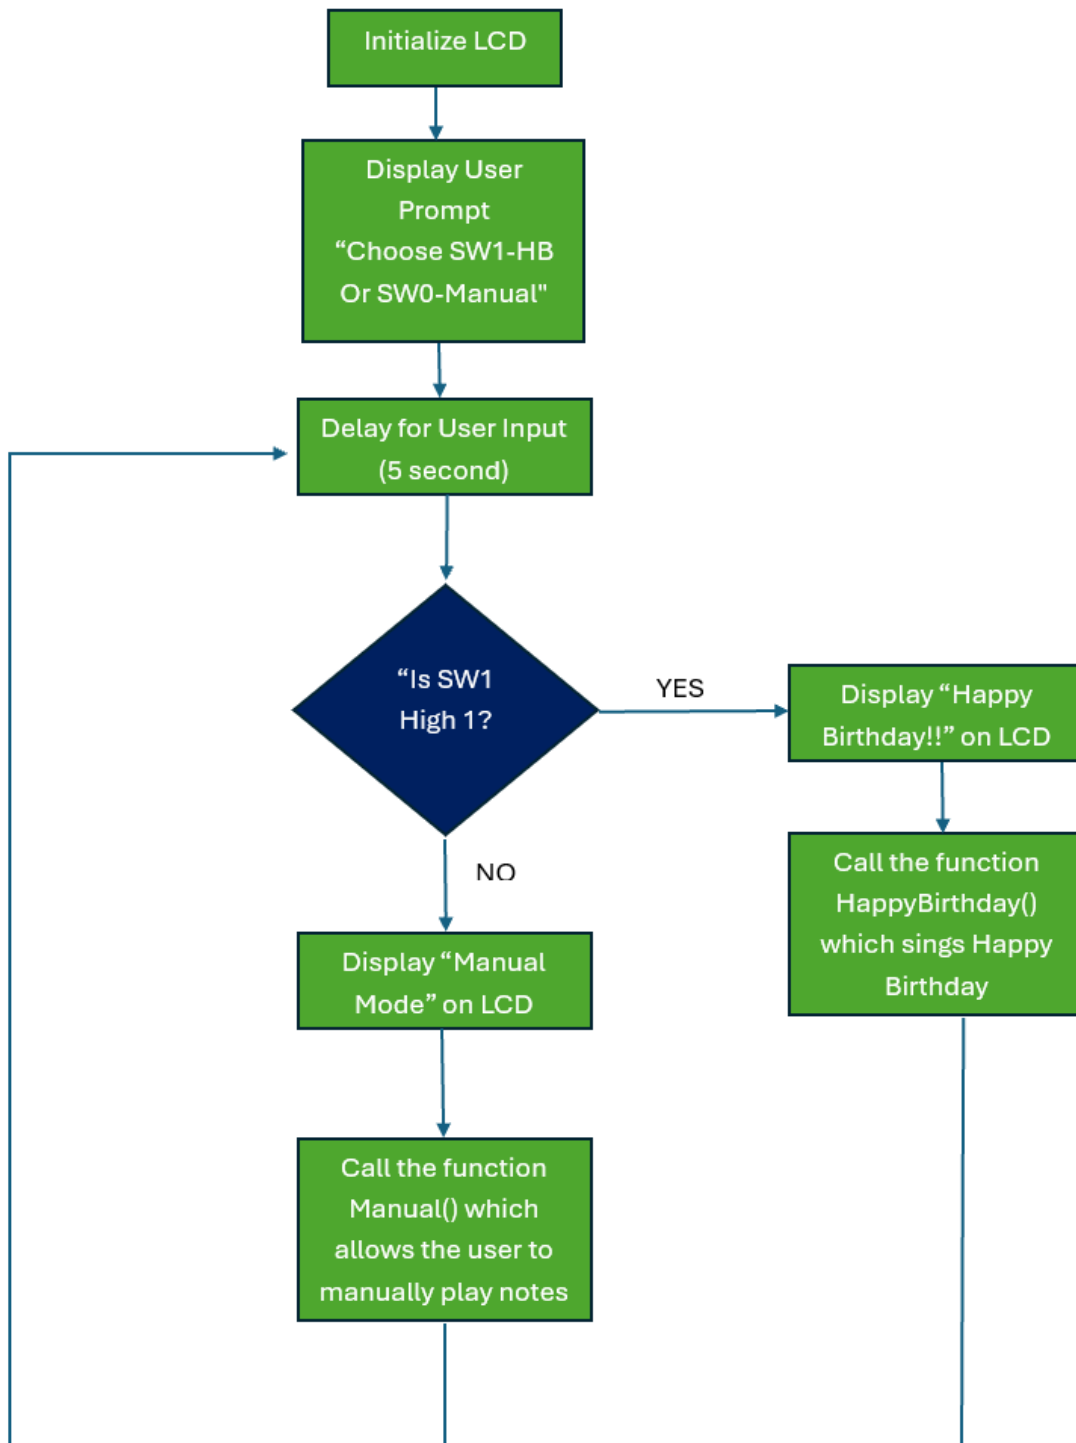 Initialize LCD
Display User
Prompt
“Choose SW1-HB
Or SW0-Manual"
Delay for User Input
(5 second)
“Is SW1
High 1?
YES
Display “Happy
Birthday!!” on LCD
Call the function
HappyBirthday()
which sings Happy
Birthday
NO
Display “Manual
Mode” on LCD
Call the function
Manual() which
allows the user to
manually play notes